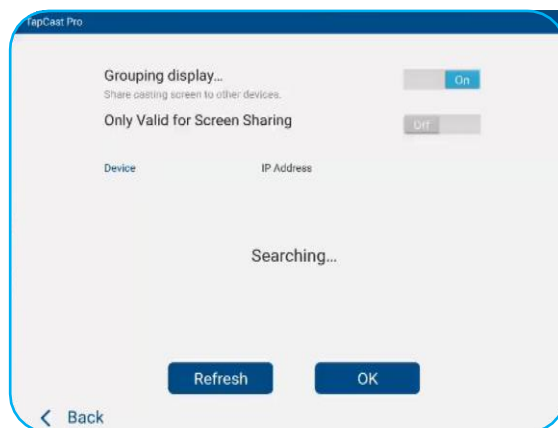 TapCast Pro
Grouping display... On
Share casting screen to other devices.
Only Valid for Screen Sharing Off
Device IP Address
Searching...
Refresh OK
Back